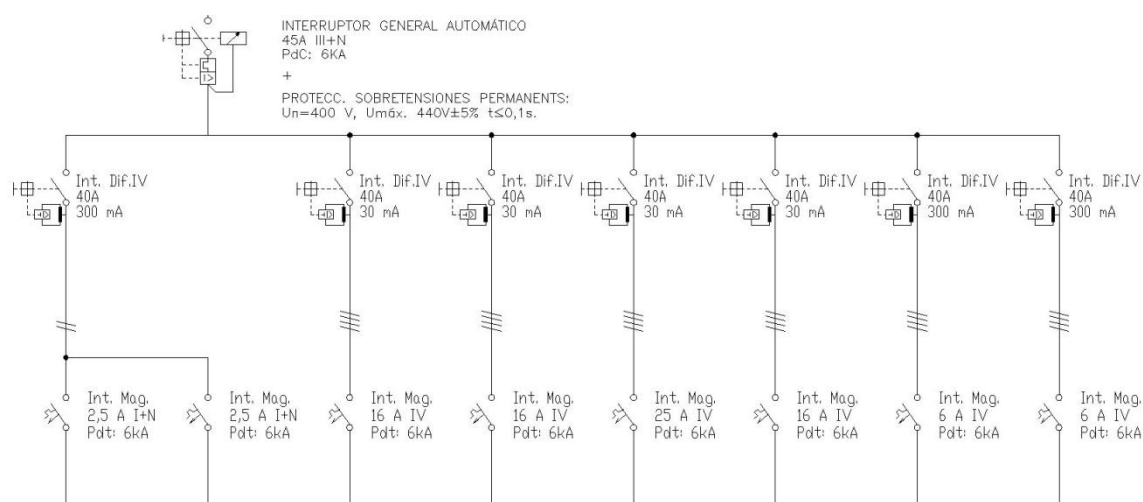 INTERRUPTOR GENERAL AUTOMÁTICO
45A III+N
PdC: 6KA
+
PROTECC. SOBRETENSIONES PERMANENTS:
Un=400 V, Umáx. 440V±5% t≤0,1s.
Int. Dif.IV
40A
300 mA
Int. Dif.IV
40A
30 mA
Int. Dif.IV
40A
30 mA
Int. Dif.IV
40A
30 mA
Int. Dif.IV
40A
30 mA
Int. Dif.IV
40A
300 mA
Int. Dif.IV
40A
300 mA
Int. Mag.
2,5 A I+N
Pdt: 6kA
Int. Mag.
2,5 A I+N
Pdt: 6kA
Int. Mag.
16 A IV
Pdt: 6kA
Int. Mag.
16 A IV
Pdt: 6kA
Int. Mag.
25 A IV
Pdt: 6kA
Int. Mag.
16 A IV
Pdt: 6kA
Int. Mag.
6 A IV
Pdt: 6kA
Int. Mag.
6 A IV
Pdt: 6kA